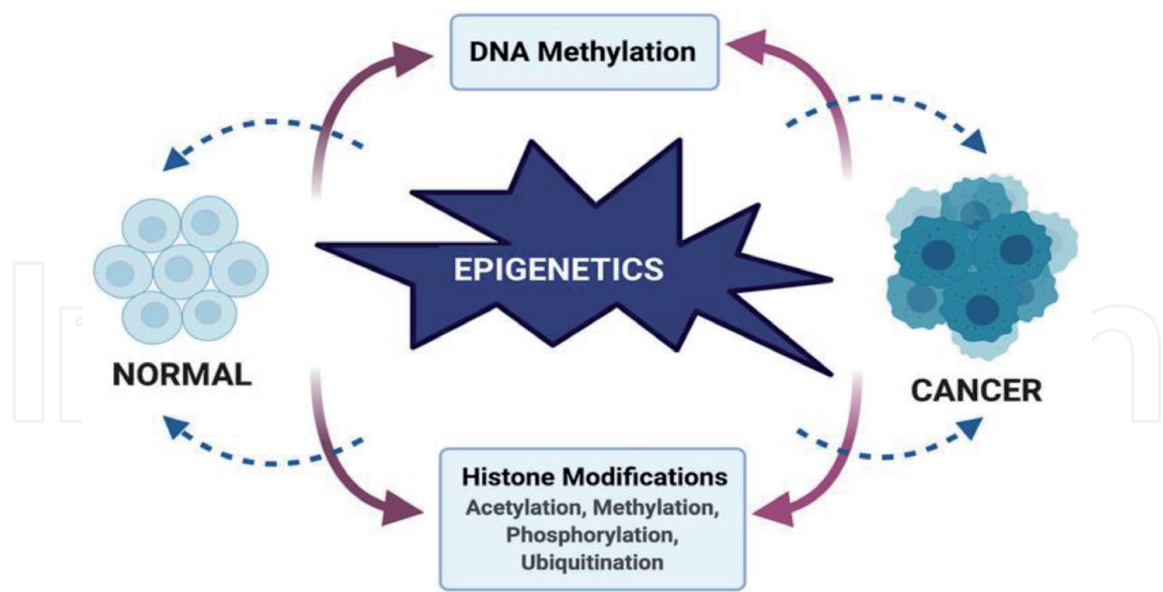 DNA Methylation
EPIGENETICS
NORMAL
CANCER
Histone Modifications
Acetylation, Methylation,
Phosphorylation,
Ubiquitination